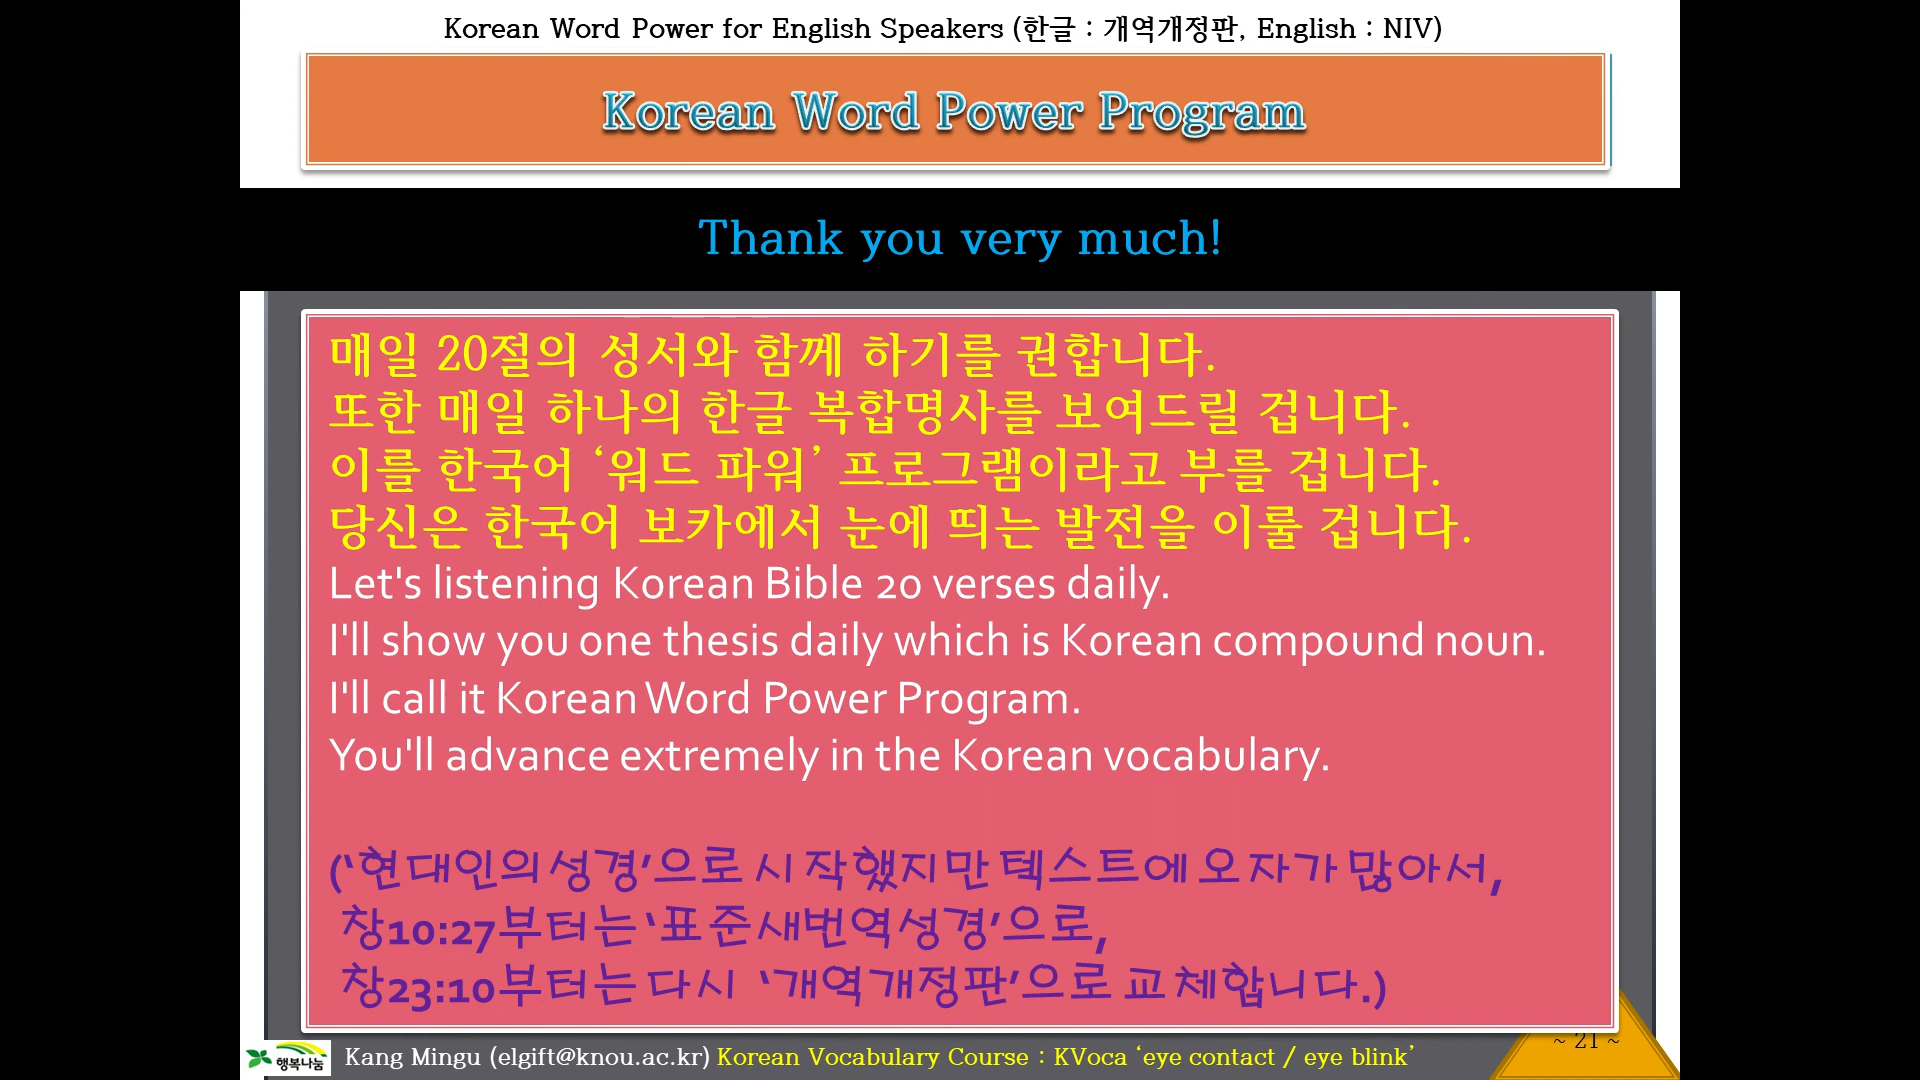 Korean Word Power for English Speakers (한글 : 개역개정판, English : NIV)
Korean Word Power Program
Thank you very much!
매일 20절의 성서와 함께 하기를 권합니다.
또한 매일 하나의 한글 복합명사를 보여드릴 겁니다.
이를 한국어 ‘워드 파워’ 프로그램이라고 부를 겁니다.
당신은 한국어 보카에서 눈에 띄는 발전을 이룰 겁니다.
Let's listening Korean Bible 20 verses daily.
I'll show you one thesis daily which is Korean compound noun.
I'll call it Korean Word Power Program.
You'll advance extremely in the Korean vocabulary.
(‘현대인의성경’으로 시작했지만 텍스트에 오자가 많아서,
창10:27부터는 ‘표준새번역성경’으로,
창23:10부터는 다시 ‘개역개정판’으로 교체합니다.)
행복나눔 Kang Mingu (elgift@knou.ac.kr) Korean Vocabulary Course : KVoca ‘eye contact / eye blink’
~ 21 ~